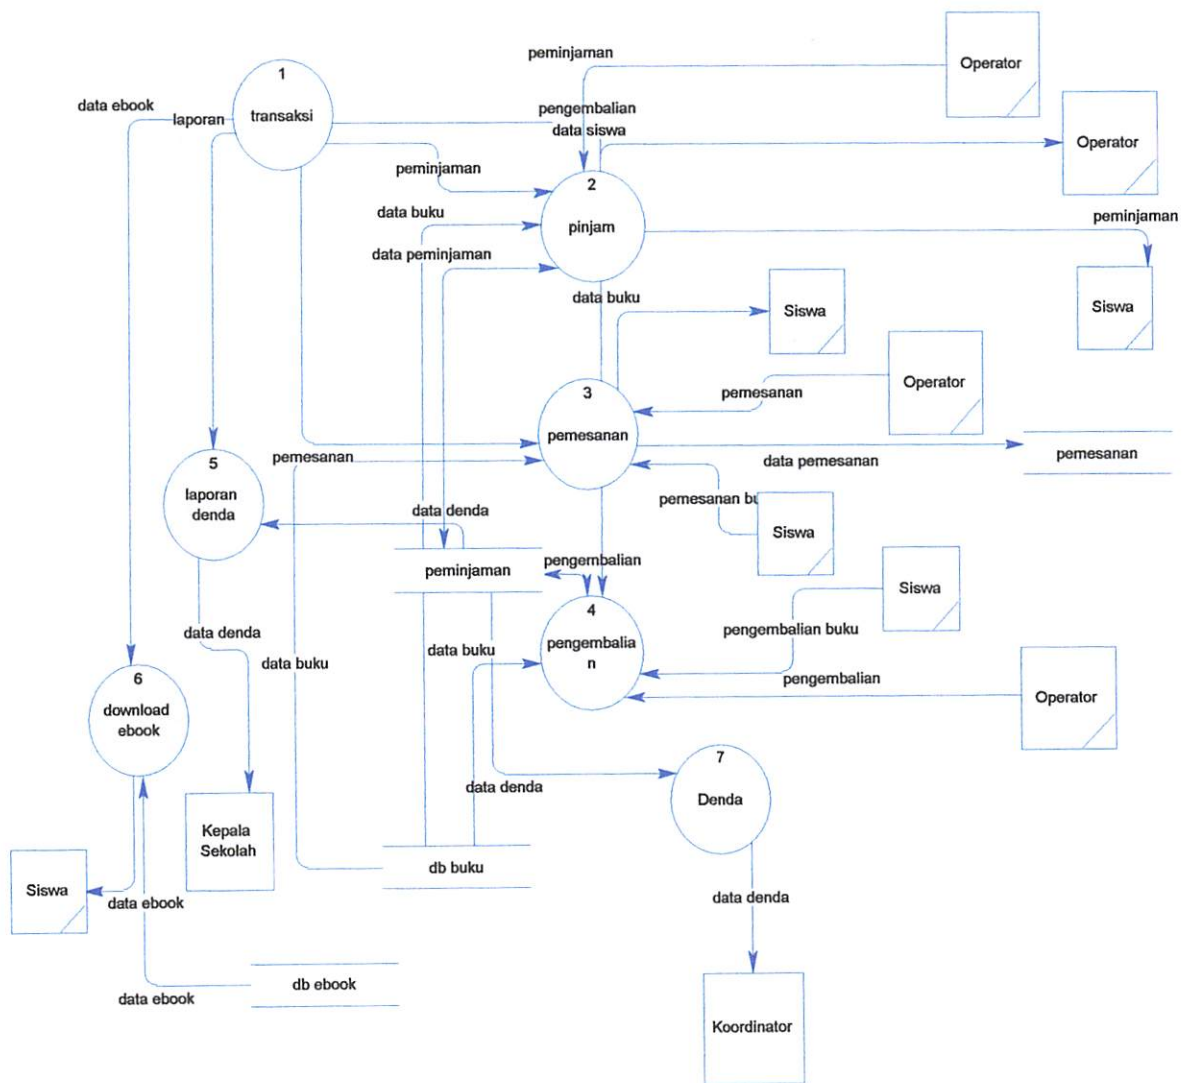 peminjaman
Operator
1
transaksi
data ebook
laporan
pengembalian
data siswa
Operator
peminjaman
2
pinjam
data buku
peminjaman
data peminjaman
data buku
Siswa
Siswa
3
pemesanan
pemesanan
Operator
pemesanan
data pemesanan
pemesanan
5
laporan
denda
data denda
pemesanan bu
Siswa
peminjaman
pengembalian
Siswa
4
pengembalia
n
pengembalian buku
data denda
data buku
data buku
pengembalian
Operator
6
download
ebook
7
Denda
data denda
Kepala
Sekolah
db buku
Siswa
data ebook
data denda
db ebook
data ebook
Koordinator